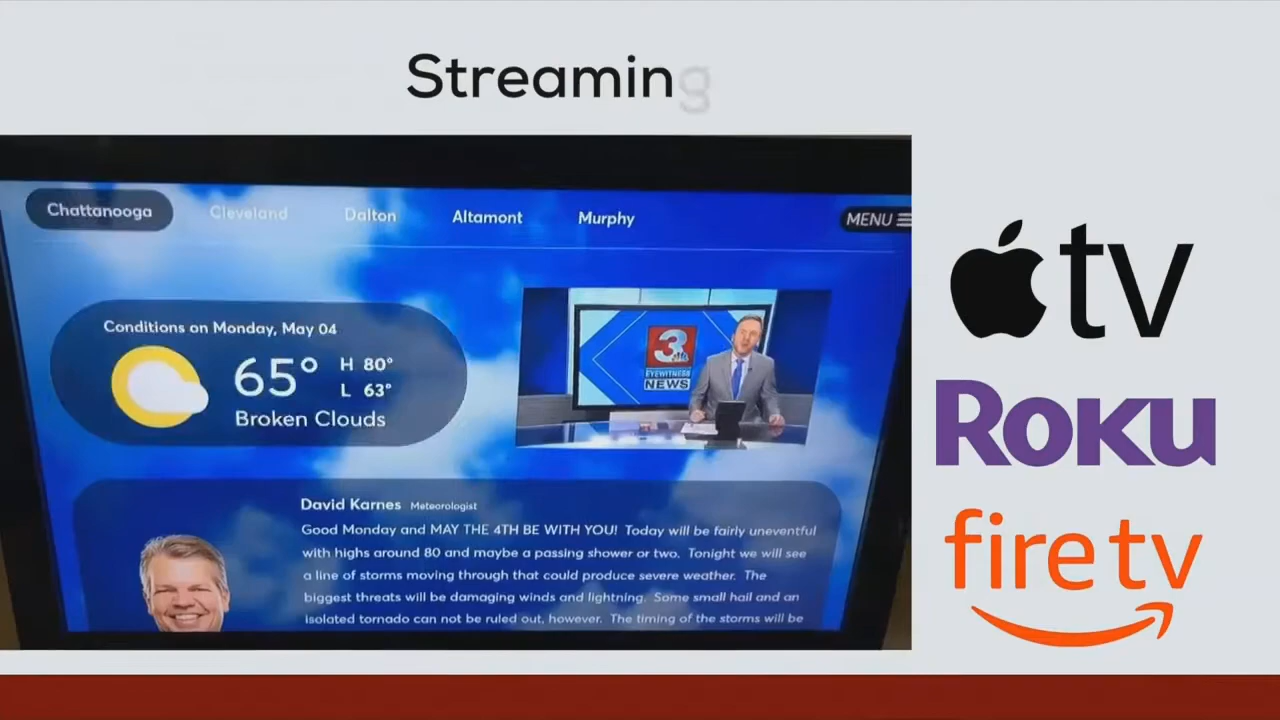 Streaming
Chattanooga Cleveland Dalton Altamont Murphy MENU
Conditions on Monday, May 04
65° H 80°
L 63°
Broken Clouds
3
EYEWITNESS
NEWS
David Karnes Meteorologist
Good Monday and MAY THE 4TH BE WITH YOU! Today will be fairly uneventful
with highs around 80 and maybe a passing shower or two. Tonight we will see
a line of storms moving through that could produce severe weather. The
biggest threats will be damaging winds and lightning. Some small hail and an
isolated tornado can not be ruled out, however. The timing of the storms will be
tv
Roku
fire tv